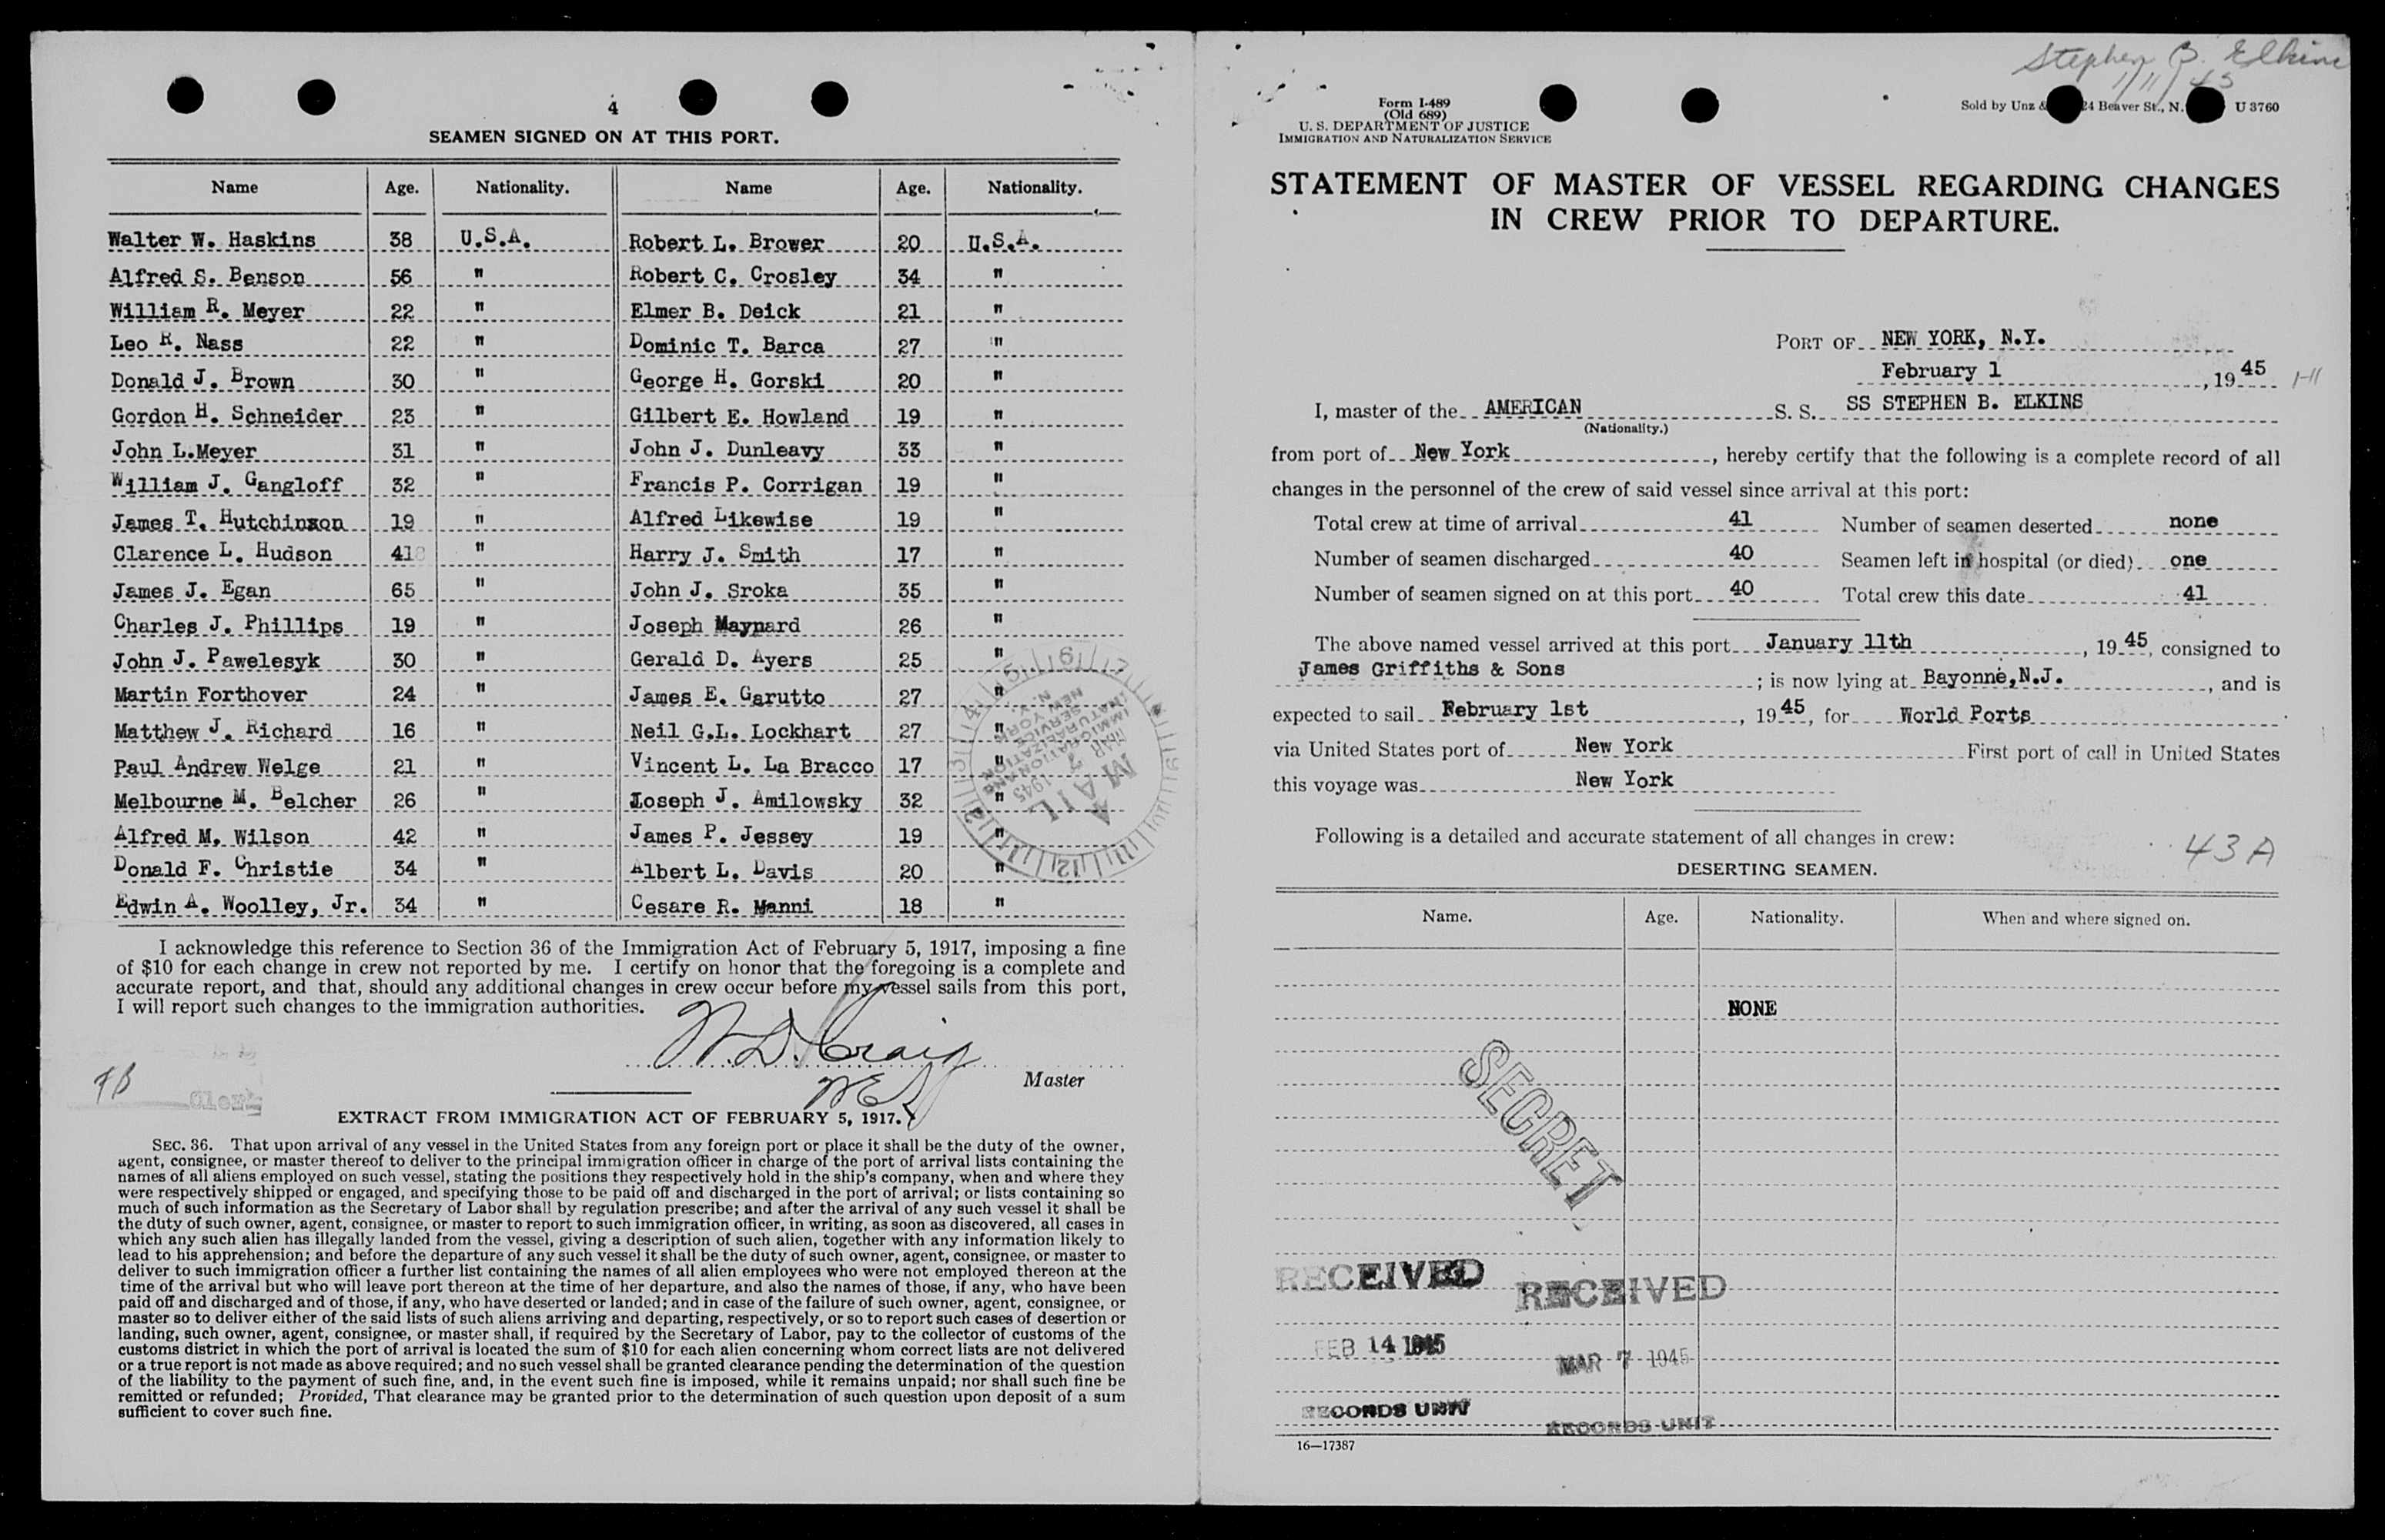 4
SEAMEN SIGNED ON AT THIS PORT.
Name Age. Nationality. Name Age. Nationality.
Walter W. Haskins 38 U.S.A. Robert L. Brower 20 U.S.A.
Alfred S. Benson 56 " Robert C. Crosley 34 "
William R. Meyer 22 " Elmer B. Deick 21 "
Leo R. Nass 22 " Dominic T. Barca 27 "
Donald J. Brown 30 " George H. Gorski 20 "
Gordon H. Schneider 23 " Gilbert E. Howland 19 "
John L.Meyer 31 " John J. Dunleavy 33 "
William J. Gangloff 32 " Francis P. Corrigan 19 "
James T. Hutchinson 19 " Alfred Likewise 19 "
Clarence L. Hudson 41 " Harry J. Smith 17 "
James J. Egan 65 " John J. Sroka 35 "
Charles J. Phillips 19 " Joseph Maynard 26 "
John J. Pawelesyk 30 " Gerald D. Ayers 25 "
Martin Forthover 24 " James E. Garutto 27 "
Matthew J. Richard 16 " Neil G.L. Lockhart 27 "
Paul Andrew Welge 21 " Vincent L. La Bracco 17 "
Melbourne M. Belcher 26 " Ioseph J. Amilowsky 32 "
Alfred M. Wilson 42 " James P. Jessey 19 "
Donald F. Christie 34 " Albert L. Davis 20 "
Edwin A. Woolley, Jr. 34 " Cesare R. Manni 18 "
MAIL
MAR 7 1945
IMMIGRATION AND
NATURALIZATION
SERVICE
NEW YORK
N.Y.
I acknowledge this reference to Section 36 of the Immigration Act of February 5, 1917, imposing a fine
of $10 for each change in crew not reported by me. I certify on honor that the foregoing is a complete and
accurate report, and that, should any additional changes in crew occur before my vessel sails from this port,
I will report such changes to the immigration authorities.
W. D. Craig
Master
EXTRACT FROM IMMIGRATION ACT OF FEBRUARY 5, 1917.
SEC. 36. That upon arrival of any vessel in the United States from any foreign port or place it shall be the duty of the owner,
agent, consignee, or master thereof to deliver to the principal immigration officer in charge of the port of arrival lists containing the
names of all aliens employed on such vessel, stating the positions they respectively hold in the ship's company, when and where they
were respectively shipped or engaged, and specifying those to be paid off and discharged in the port of arrival; or lists containing so
much of such information as the Secretary of Labor shall by regulation prescribe; and after the arrival of any such vessel it shall be
the duty of such owner, agent, consignee, or master to report to such immigration officer, in writing, as soon as discovered, all cases in
which any such alien has illegally landed from the vessel, giving a description of such alien, together with any information likely to
lead to his apprehension; and before the departure of any such vessel it shall be the duty of such owner, agent, consignee, or master to
deliver to such immigration officer a further list containing the names of all alien employees who were not employed thereon at the
time of the arrival but who will leave port thereon at the time of her departure, and also the names of those, if any, who have been
paid off and discharged and of those, if any, who have deserted or landed; and in case of the failure of such owner, agent, consignee, or
master so to deliver either of the said lists of such aliens arriving and departing, respectively, or so to report such cases of desertion or
landing, such owner, agent, consignee, or master shall, if required by the Secretary of Labor, pay to the collector of customs of the
customs district in which the port of arrival is located the sum of $10 for each alien concerning whom correct lists are not delivered
or a true report is not made as above required; and no such vessel shall be granted clearance pending the determination of the question
of the liability to the payment of such fine, and, in the event such fine is imposed, while it remains unpaid; nor shall such fine be
remitted or refunded; Provided, That clearance may be granted prior to the determination of such question upon deposit of a sum
sufficient to cover such fine.
Stephen B. Elkins
1/11/45
Form I-489
(Old 689)
U. S. DEPARTMENT OF JUSTICE
IMMIGRATION AND NATURALIZATION SERVICE
Sold by Unz & 24 Beaver St., N. U 3760
STATEMENT OF MASTER OF VESSEL REGARDING CHANGES
IN CREW PRIOR TO DEPARTURE.
PORT OF NEW YORK, N.Y.
February 1, 1945 1-11
I, master of the AMERICAN S. S. SS STEPHEN B. ELKINS
(Nationality.)
from port of New York, hereby certify that the following is a complete record of all
changes in the personnel of the crew of said vessel since arrival at this port:
Total crew at time of arrival 41 Number of seamen deserted none
Number of seamen discharged 40 Seamen left in hospital (or died) one
Number of seamen signed on at this port 40 Total crew this date 41
The above named vessel arrived at this port January 11th, 1945, consigned to
James Griffiths & Sons; is now lying at Bayonne,N.J., and is
expected to sail February 1st, 1945, for World Ports
via United States port of New York First port of call in United States
this voyage was New York
Following is a detailed and accurate statement of all changes in crew:
43 A
DESERTING SEAMEN.
Name. Age. Nationality. When and where signed on.
NONE
SECRET
RECEIVED RECEIVED
FEB 14 1945 MAR 7 1945
RECORDS UNIT RECORDS UNIT
16—17387